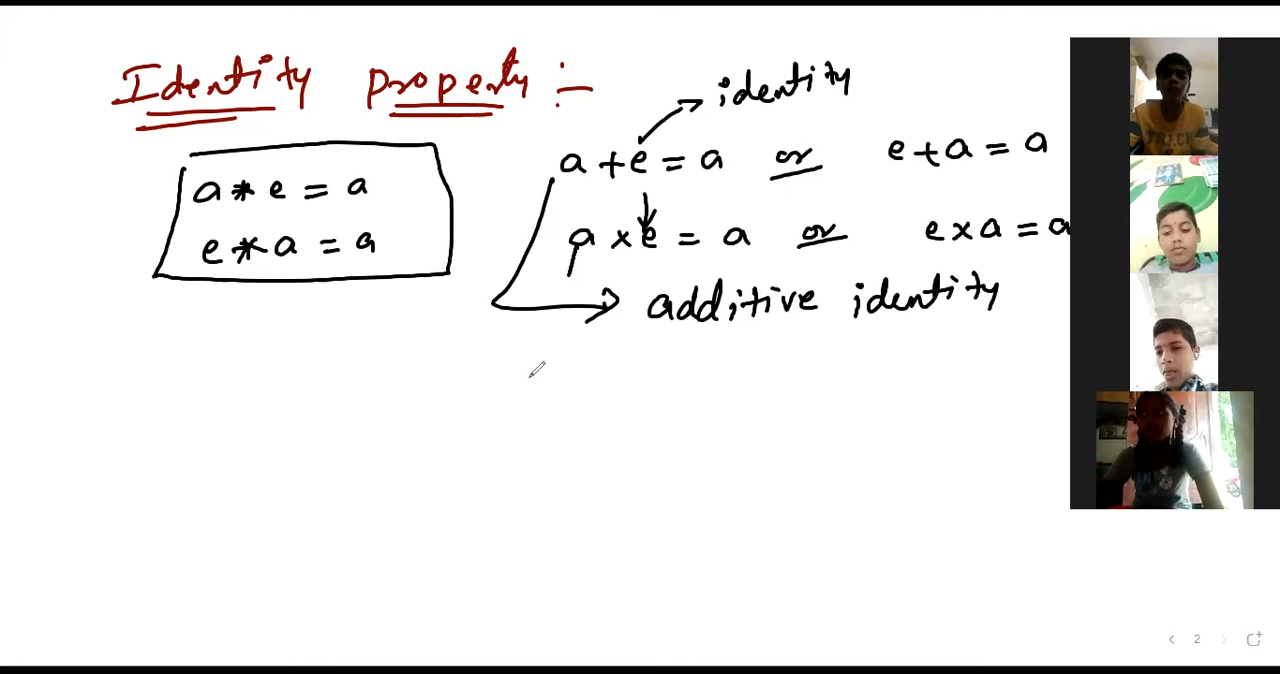 Identity Property :-
identity
a * e = a
e * a = a
a + e = a or e + a = a
a × e = a or e × a = a
additive identity
2